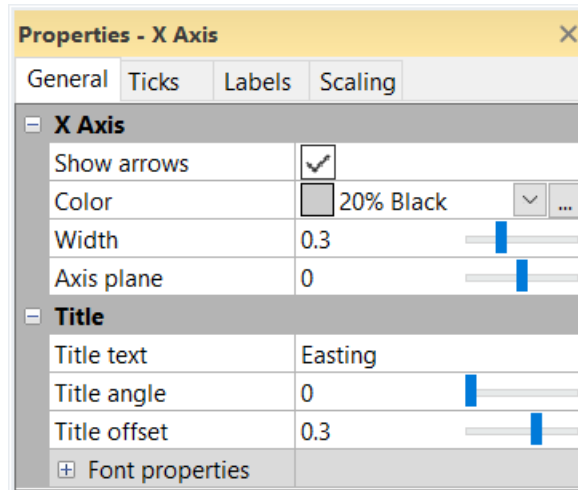 Properties - X Axis
General Ticks Labels Scaling
X Axis
Show arrows
Color 20% Black ...
Width 0.3
Axis plane 0
Title
Title text Easting
Title angle 0
Title offset 0.3
Font properties